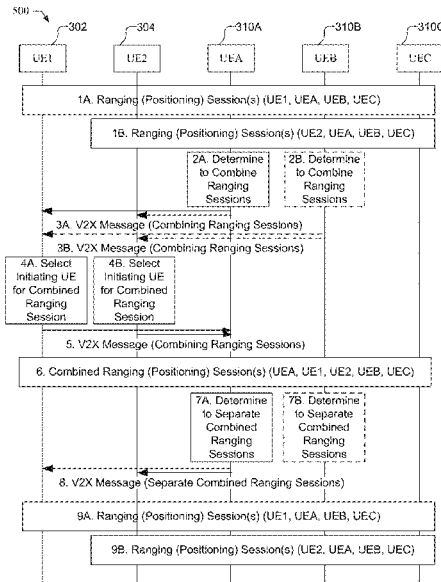 500
302
304
310A
310B
310C
UE1
UE2
UEA
UEB
UEC
1A. Ranging (Positioning) Session(s) (UE1, UEA, UEB, UEC)
1B. Ranging (Positioning) Session(s) (UE2, UEA, UEB, UEC)
2A. Determine
to Combine
Ranging
Sessions
2B. Determine
to Combine
Ranging
Sessions
3A. V2X Message (Combining Ranging Sessions)
3B. V2X Message (Combining Ranging Sessions)
4A. Select
Initiating UE
for Combined
Ranging
Session
4B. Select
Initiating UE
for Combined
Ranging
Session
5. V2X Message (Combining Ranging Sessions)
6. Combined Ranging (Positioning) Session(s) (UEA, UE1, UE2, UEB, UEC)
7A. Determine
to Separate
Combined
Ranging
Sessions
7B. Determine
to Separate
Combined
Ranging
Sessions
8. V2X Message (Separate Combined Ranging Sessions)
9A. Ranging (Positioning) Session(s) (UE1, UEA, UEB, UEC)
9B. Ranging (Positioning) Session(s) (UE2, UEA, UEB, UEC)